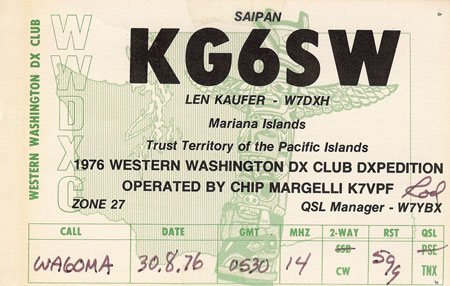 SAIPAN
WESTERN WASHINGTON DX CLUB
WWDXC
KG6SW
LEN KAUFER - W7DXH
Mariana Islands
Trust Territory of the Pacific Islands
1976 WESTERN WASHINGTON DX CLUB DXPEDITION
OPERATED BY CHIP MARGELLI K7VPF
Rod
ZONE 27 QSL Manager - W7YBX
CALL DATE GMT MHZ 2-WAY RST QSL
SSB PSE
WA6OMA 30.8.76 0530 14 CW 59/9 TNX